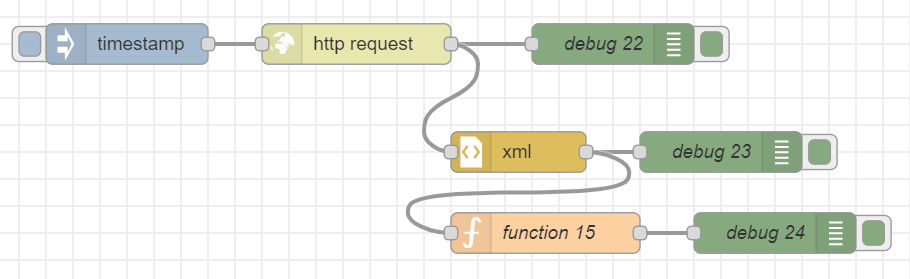 timestamp
http request
debug 22
xml
debug 23
function 15
debug 24